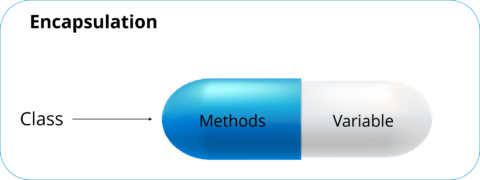 Encapsulation
Class
Methods
Variable